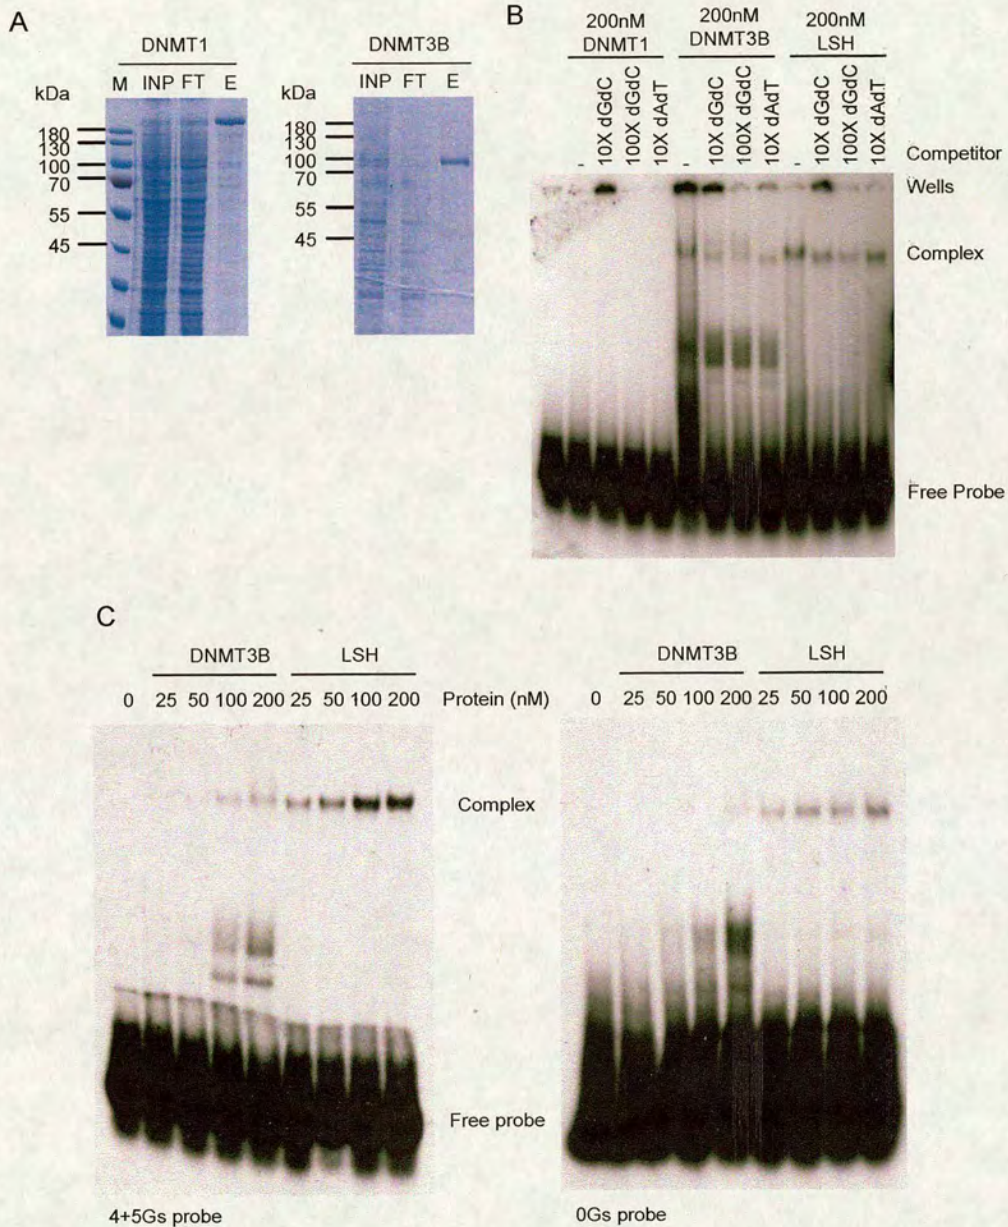 A
DNMT1
M INP FT E
kDa
180
130
100
70
55
45
DNMT3B
INP FT E
kDa
180
130
100
70
55
45
B
200nM DNMT1
200nM DNMT3B
200nM LSH
- 10X dGdC 100X dGdC 10X dAdT - 10X dGdC 100X dGdC 10X dAdT - 10X dGdC 100X dGdC 10X dAdT
Competitor
Wells
Complex
Free Probe
C
DNMT3B LSH
0 25 50 100 200 25 50 100 200
Protein (nM)
DNMT3B LSH
0 25 50 100 200 25 50 100 200
Complex
Free probe
4+5Gs probe
0Gs probe